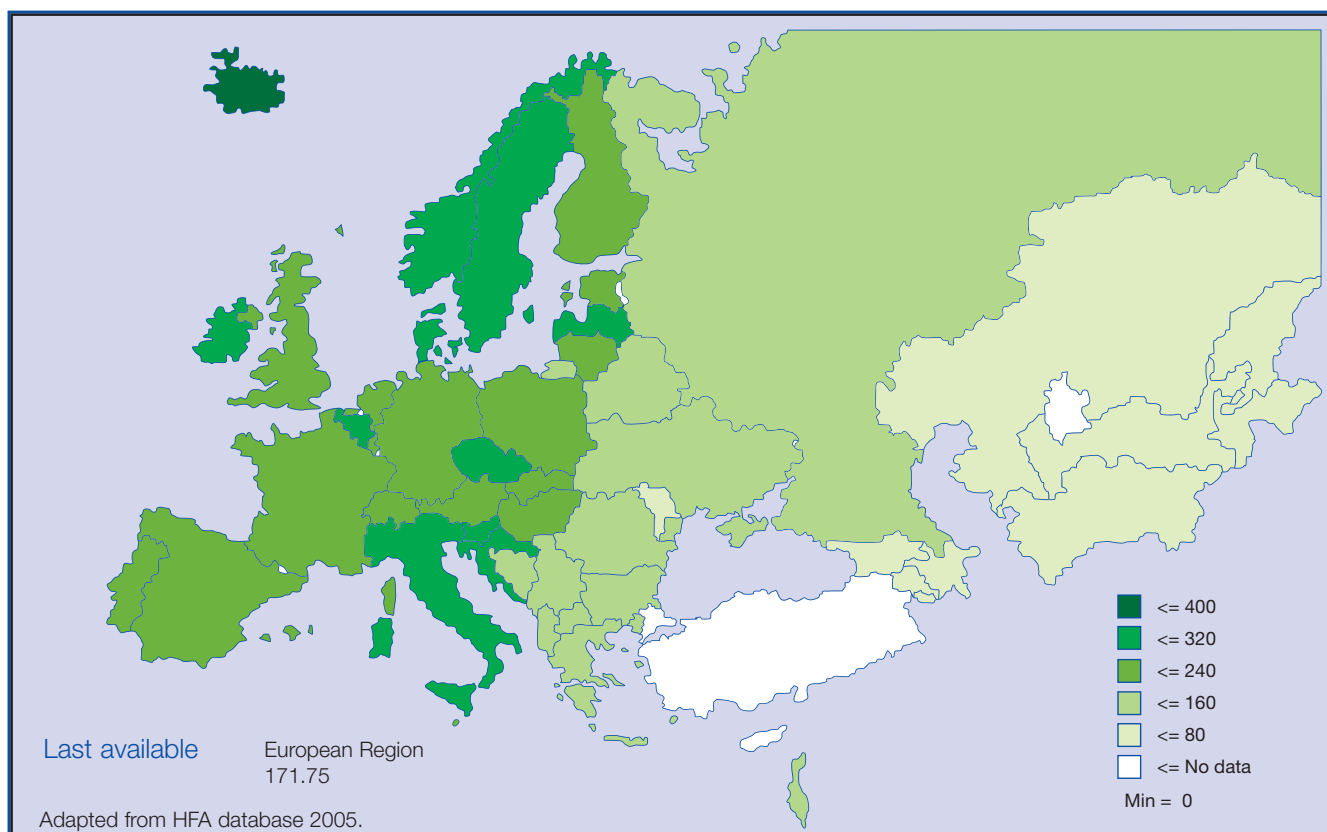 <= 400
<= 320
<= 240
<= 160
<= 80
<= No data
Min = 0
Last available
European Region
171.75
Adapted from HFA database 2005.